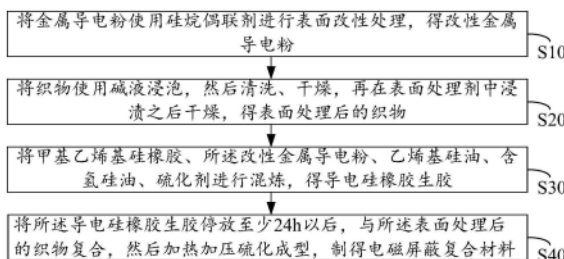 将金属导电粉使用硅烷偶联剂进行表面改性处理，得改性金属
导电粉
S10
将织物使用碱液浸泡，然后清洗、干燥，再在表面处理剂中浸
渍之后干燥，得表面处理后的织物
S20
将甲基乙烯基硅橡胶、所述改性金属导电粉、乙烯基硅油、含
氢硅油、硫化剂进行混炼，得导电硅橡胶生胶
S30
将所述导电硅橡胶生胶停放至少24h以后，与所述表面处理后
的织物复合，然后加热加压硫化成型，制得电磁屏蔽复合材料
S40